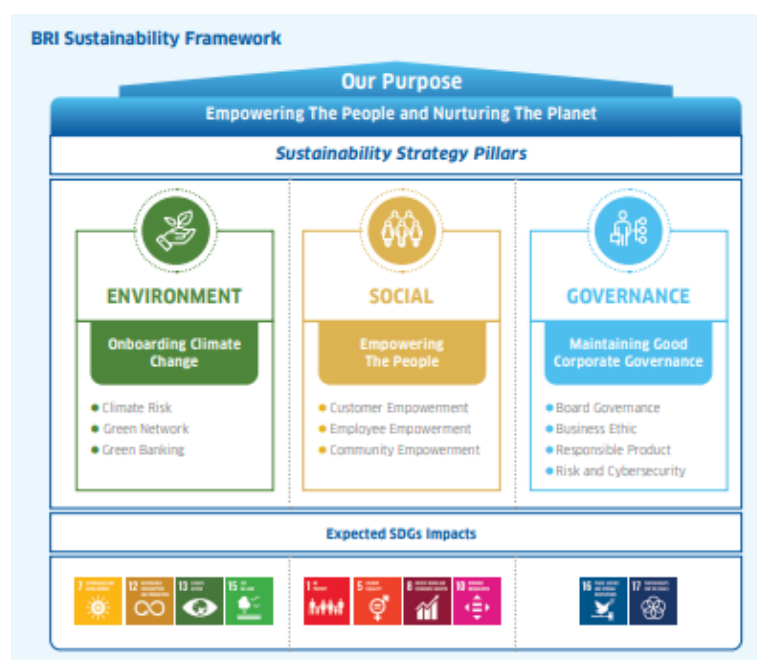 BRI Sustainability Framework
Our Purpose
Empowering The People and Nurturing The Planet
Sustainability Strategy Pillars
ENVIRONMENT
Onboarding Climate
Change
• Climate Risk
• Green Network
• Green Banking
SOCIAL
Empowering
The People
• Customer Empowerment
• Employee Empowerment
• Community Empowerment
GOVERNANCE
Maintaining Good
Corporate Governance
• Board Governance
• Business Ethic
• Responsible Product
• Risk and Cybersecurity
Expected SDGs Impacts
7
12
13
15
1
5
8
10
16
17